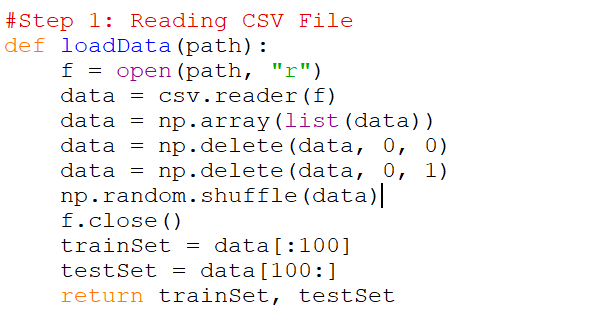 #Step 1: Reading CSV File
def loadData(path):
    f = open(path, "r")
    data = csv.reader(f)
    data = np.array(list(data))
    data = np.delete(data, 0, 0)
    data = np.delete(data, 0, 1)
    np.random.shuffle(data)
    f.close()
    trainSet = data[:100]
    testSet = data[100:]
    return trainSet, testSet